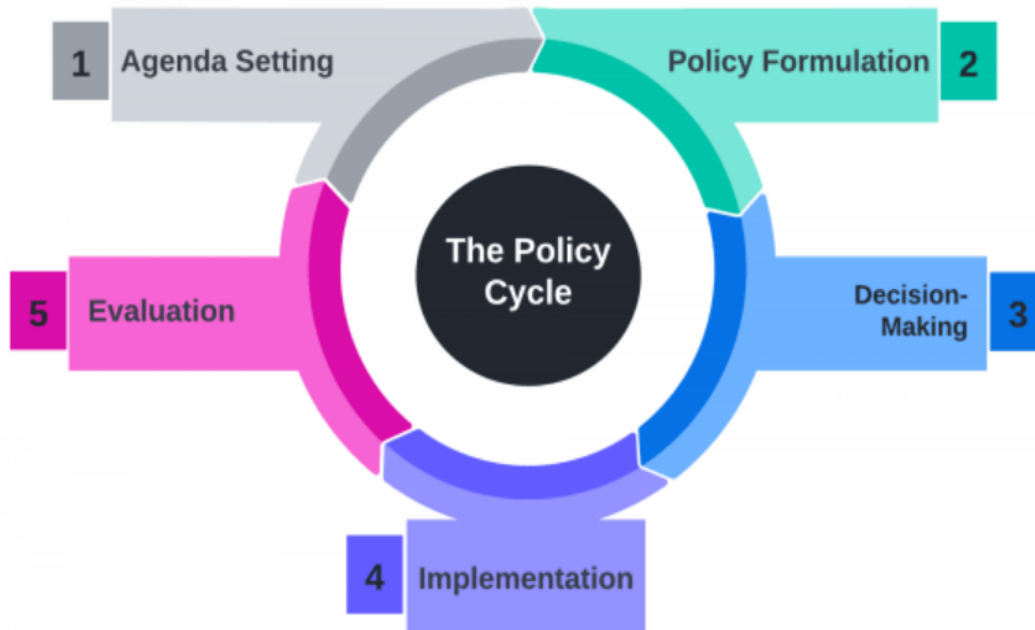 1 Agenda Setting
Policy Formulation 2
The Policy
Cycle
Decision-
Making
3
5 Evaluation
4 Implementation